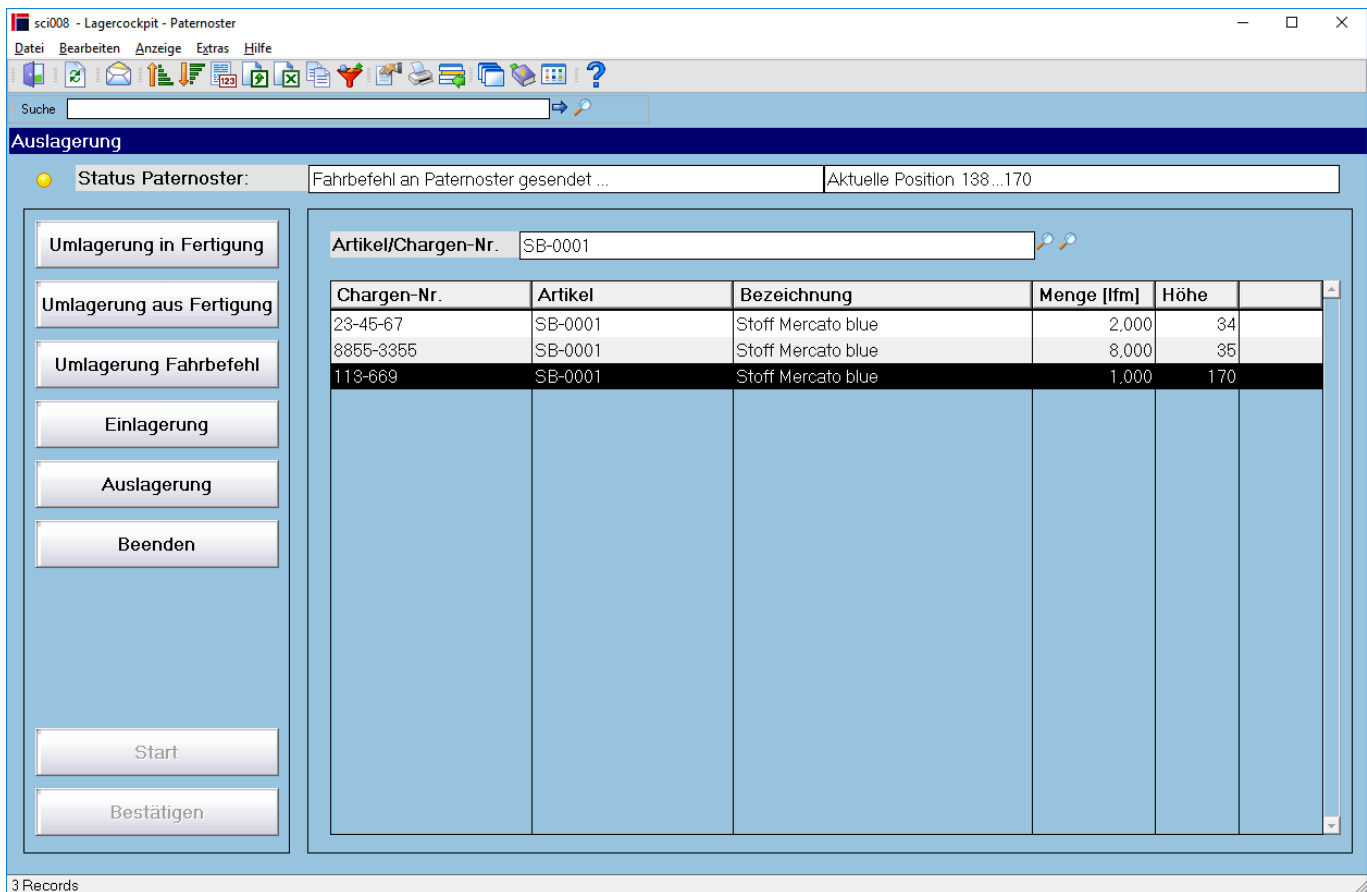 sci008 - Lagercockpit - Paternoster
Datei Bearbeiten Anzeige Extras Hilfe
123
Suche
Auslagerung
Status Paternoster: Fahrbefehl an Paternoster gesendet ... Aktuelle Position 138...170
Umlagerung in Fertigung
Umlagerung aus Fertigung
Umlagerung Fahrbefehl
Einlagerung
Auslagerung
Beenden
Start
Bestätigen
Artikel/Chargen-Nr. SB-0001
Chargen-Nr. Artikel Bezeichnung Menge [lfm] Höhe
23-45-67 SB-0001 Stoff Mercato blue 2,000 34
8855-3355 SB-0001 Stoff Mercato blue 8,000 35
113-669 SB-0001 Stoff Mercato blue 1,000 170
3 Records